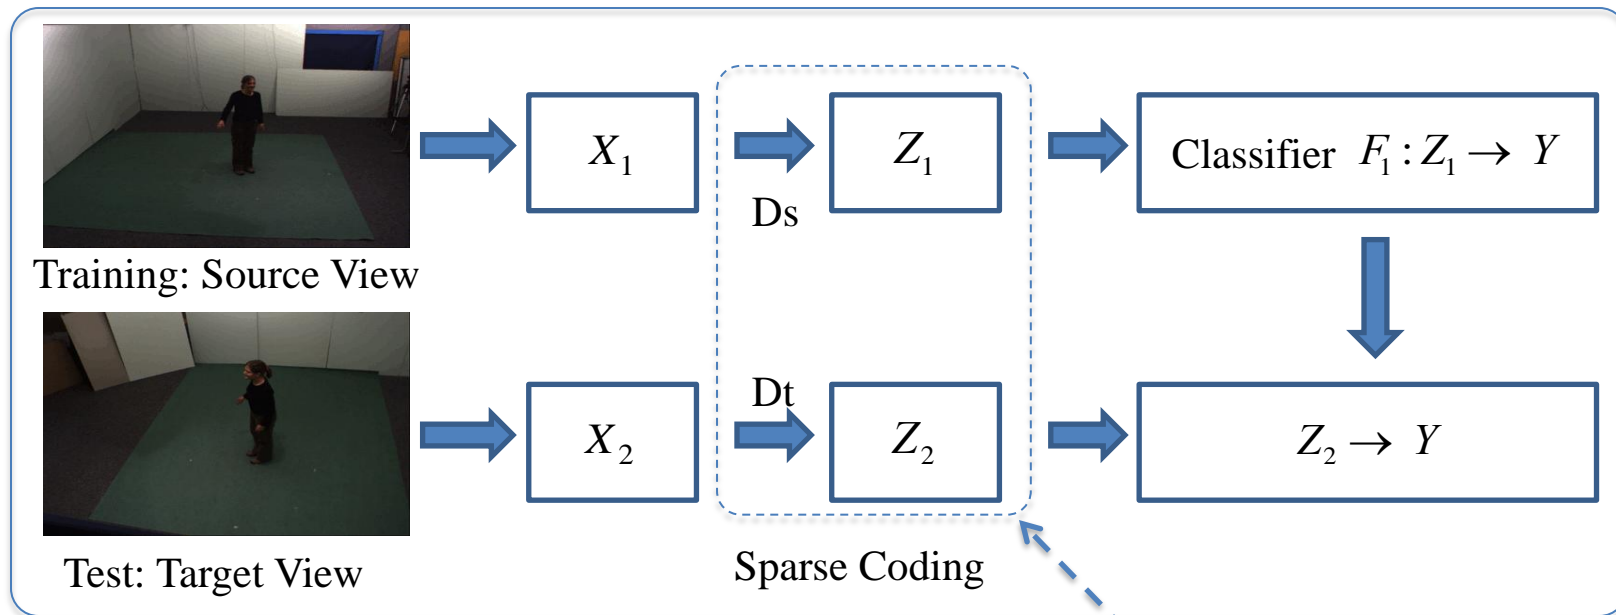 X₁
Z₁
Classifier F₁ : Z₁ → Y
Ds
Training: Source View
Dt
X₂
Z₂
Z₂ → Y
Sparse Coding
Test: Target View